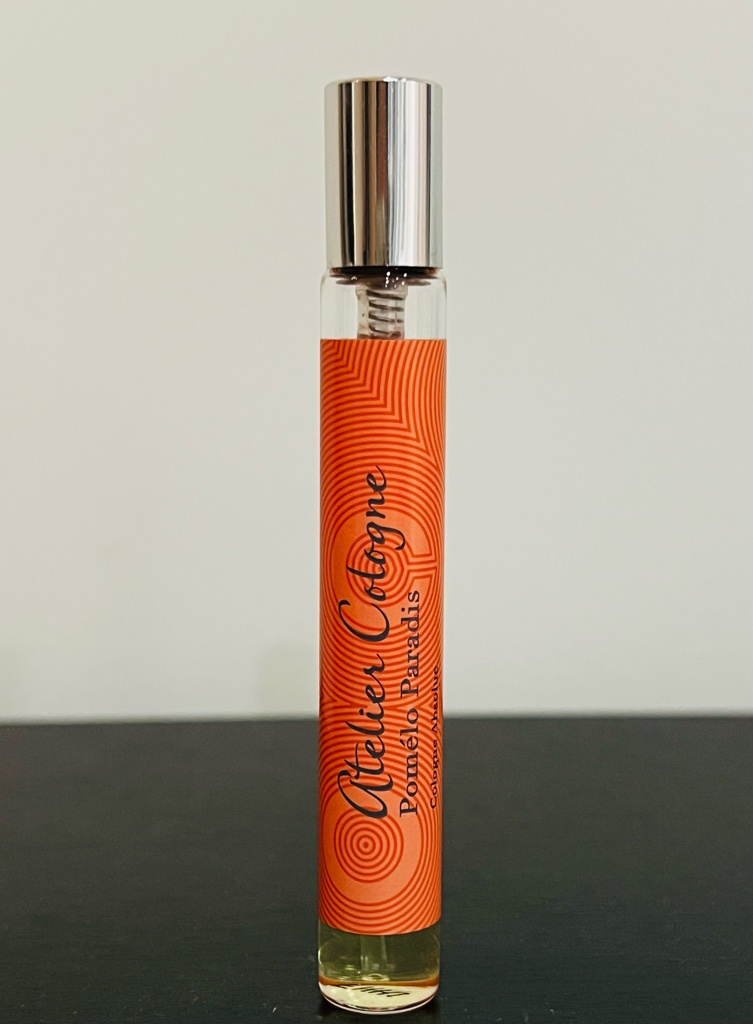 Atelier Cologne
Pomélo Paradis
Cologne Absolue